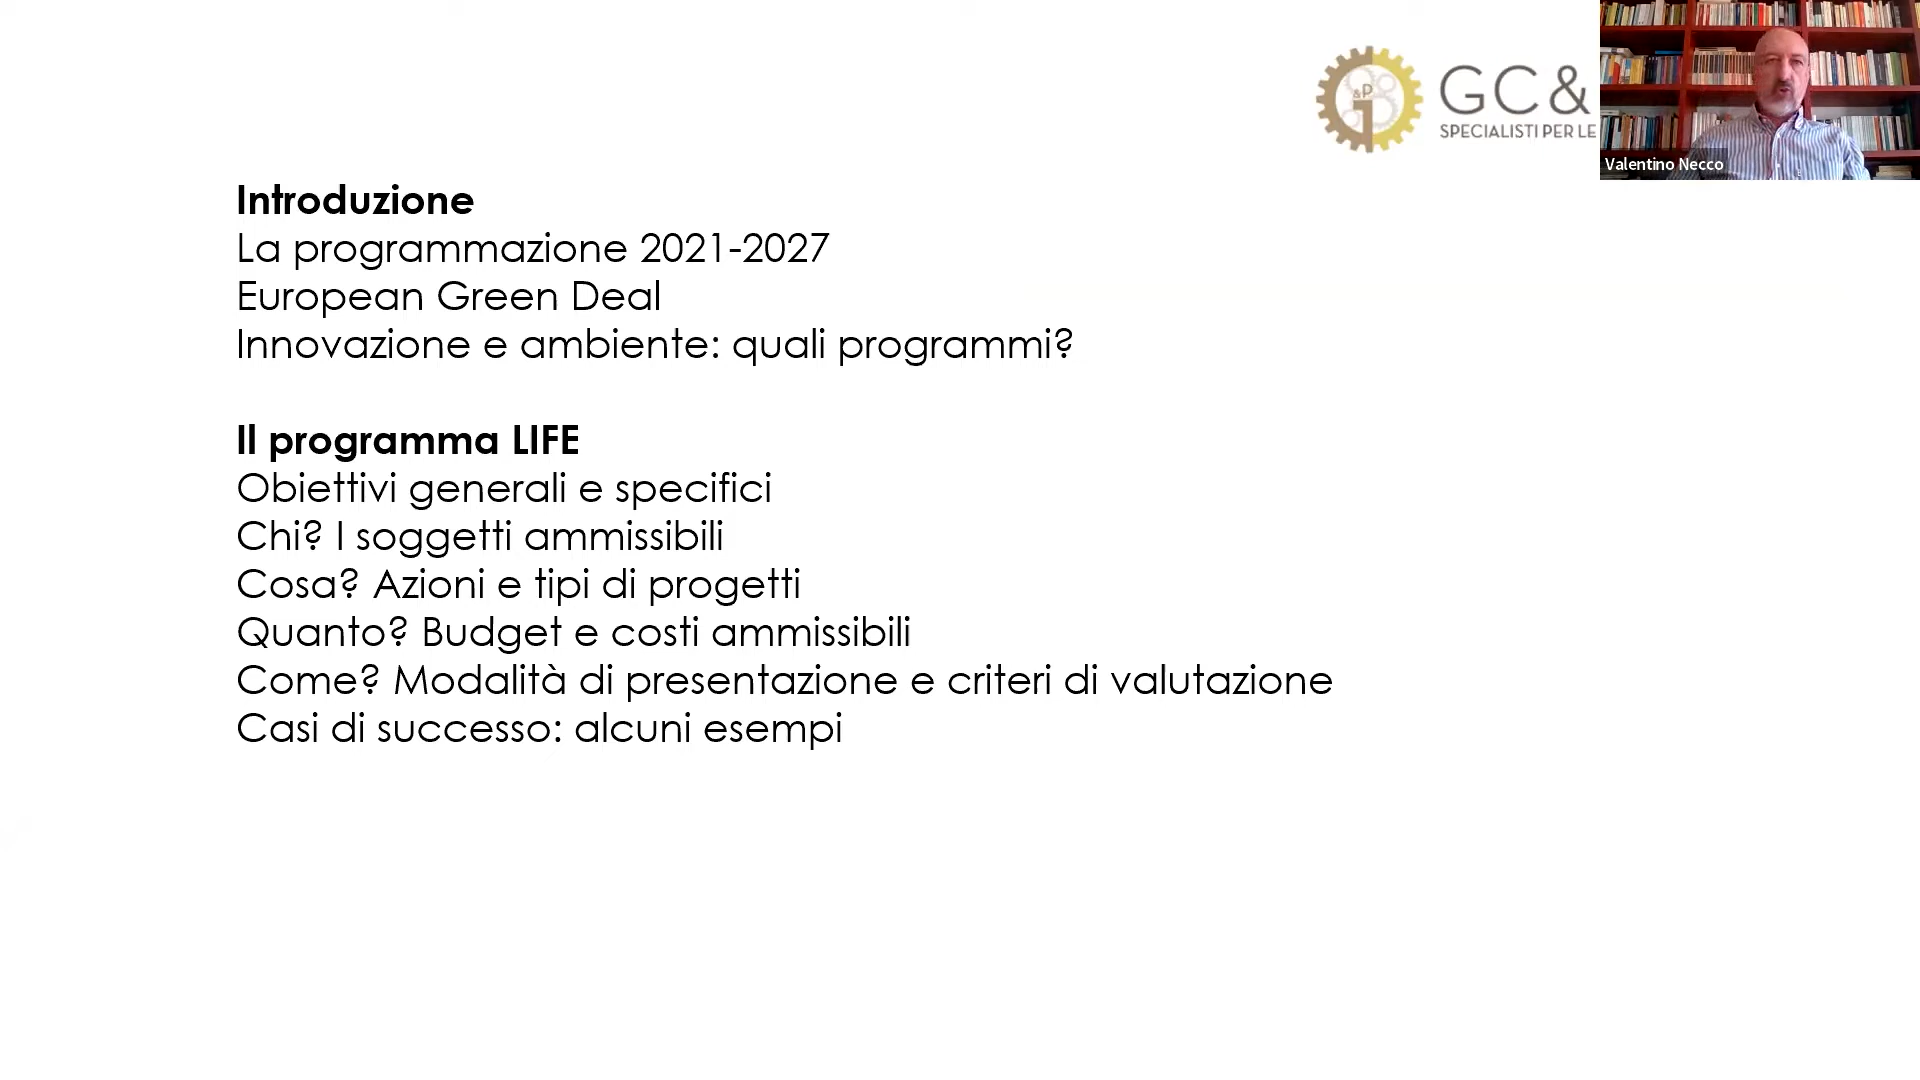 GC&
SPECIALISTI PER LE
Valentino Necco
Introduzione
La programmazione 2021-2027
European Green Deal
Innovazione e ambiente: quali programmi?
Il programma LIFE
Obiettivi generali e specifici
Chi? I soggetti ammissibili
Cosa? Azioni e tipi di progetti
Quanto? Budget e costi ammissibili
Come? Modalità di presentazione e criteri di valutazione
Casi di successo: alcuni esempi